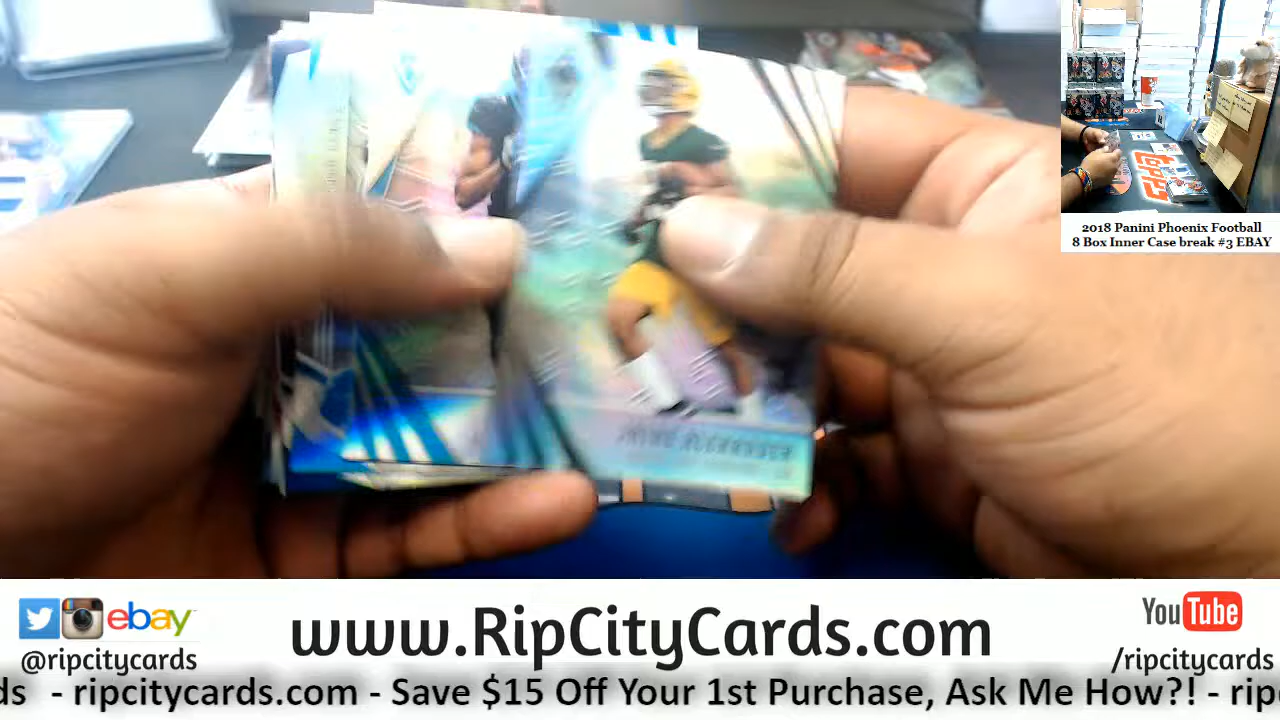 2018 Panini Phoenix Football
8 Box Inner Case break #3 EBAY
ebay
www.RipCityCards.com
YouTube
@ripcitycards
/ripcitycards
ds - ripcitycards.com - Save $15 Off Your 1st Purchase, Ask Me How?! - rip